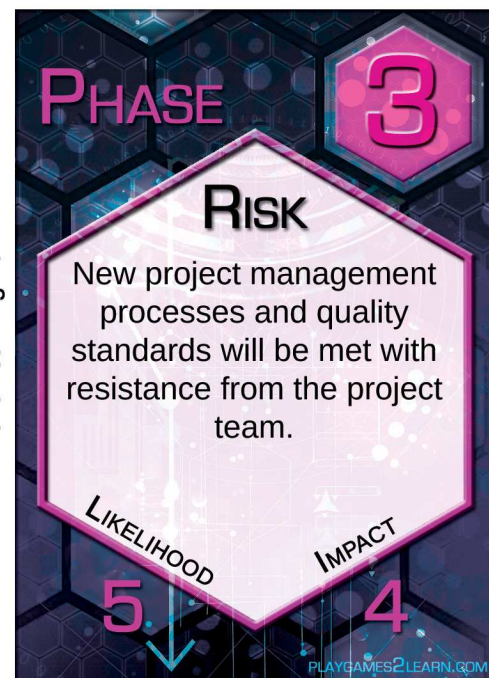 PHASE 3
RISK
New project management
processes and quality
standards will be met with
resistance from the project
team.
LIKELIHOOD
IMPACT
5
4
PLAYGAMES2LEARN.COM